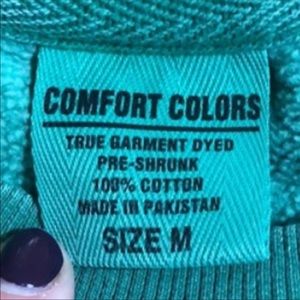 COMFORT COLORS
TRUE GARMENT DYED
PRE-SHRUNK
100% COTTON
MADE IN PAKISTAN
SIZE M